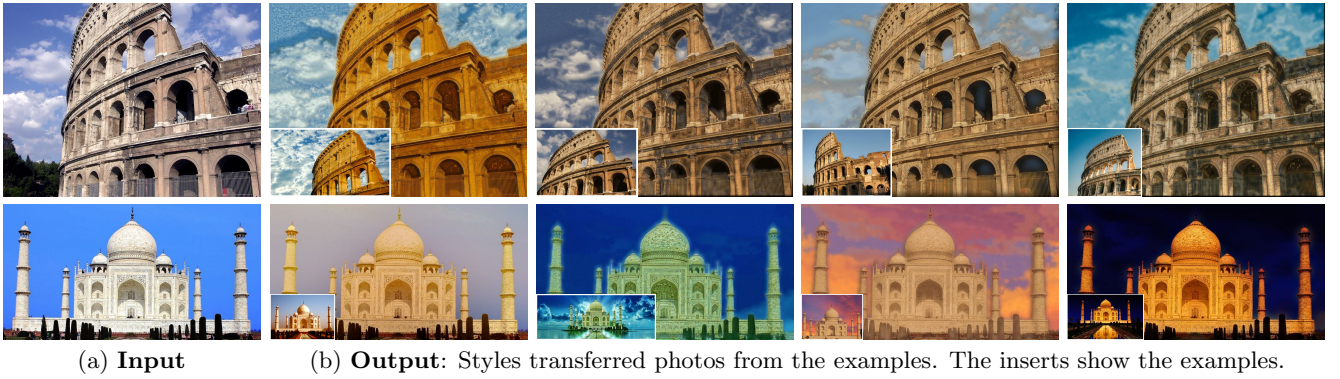 (a) Input
(b) Output: Styles transferred photos from the examples. The inserts show the examples.